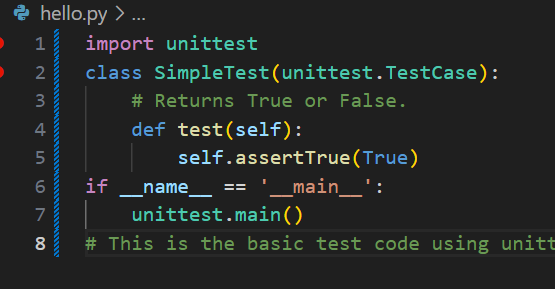 hello.py > ...
1 import unittest
2 class SimpleTest(unittest.TestCase):
3     # Returns True or False.
4     def test(self):
5         self.assertTrue(True)
6 if __name__ == '__main__':
7     unittest.main()
8 # This is the basic test code using unitt